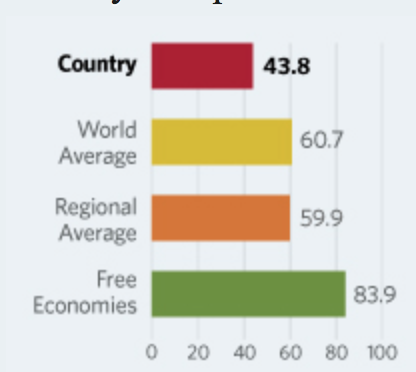 Country 43.8
World
Average 60.7
Regional
Average 59.9
Free
Economies 83.9
0 20 40 60 80 100